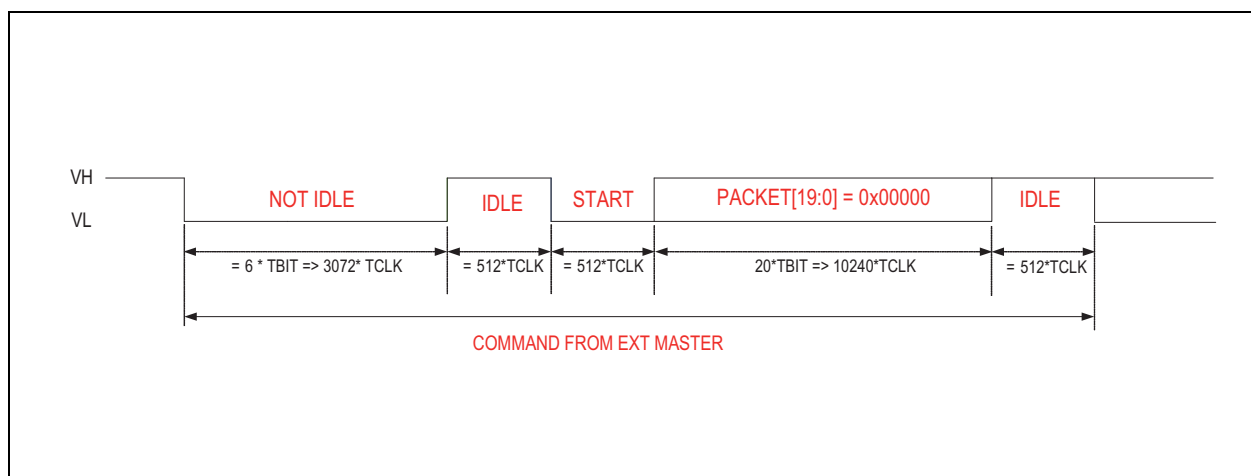 VH
NOT IDLE
IDLE
START
PACKET[19:0] = 0x00000
IDLE
VL
= 6 * TBIT => 3072* TCLK
= 512*TCLK
= 512*TCLK
20*TBIT => 10240*TCLK
= 512*TCLK
COMMAND FROM EXT MASTER